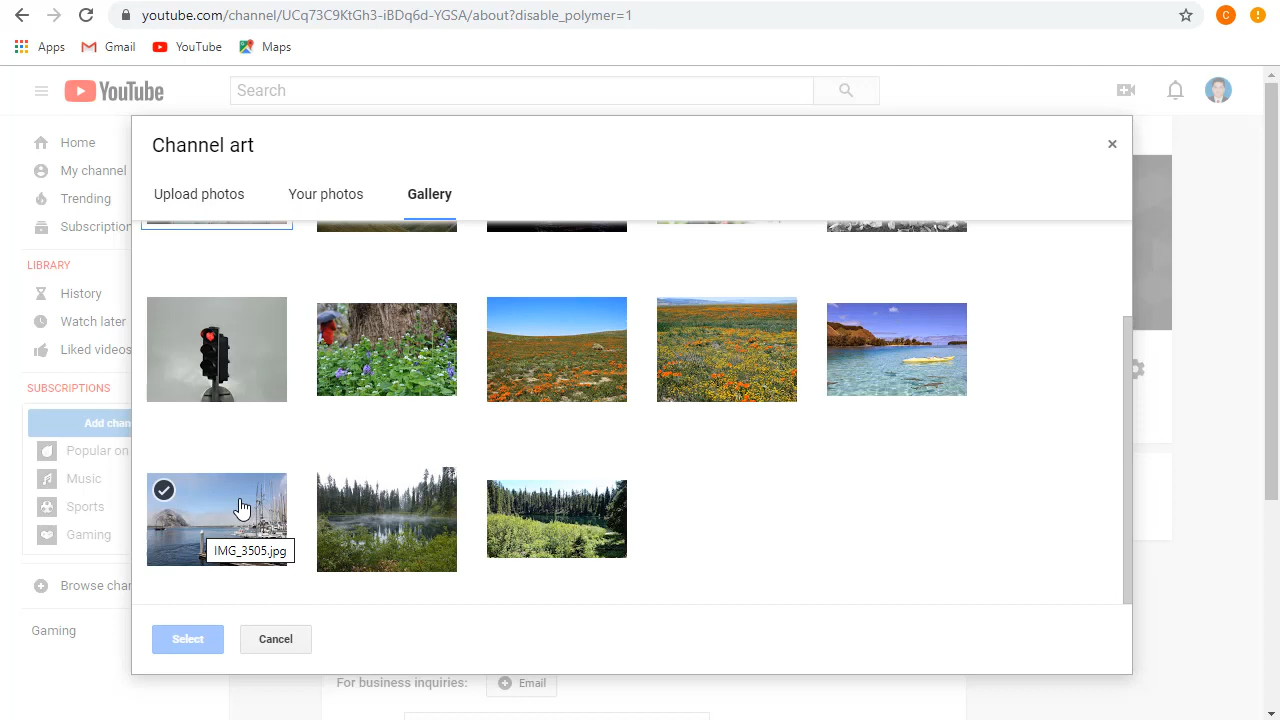 youtube.com/channel/UCq73C9KtGh3-iBDq6d-YGSA/about?disable_polymer=1
C
Apps
Gmail
YouTube
Maps
YouTube
Search
Home
My channel
Trending
Subscription
LIBRARY
History
Watch later
Liked videos
SUBSCRIPTIONS
Add chan
Popular on
Music
Sports
Gaming
Browse chan
Gaming
Channel art
×
Upload photos
Your photos
Gallery
IMG_3505.jpg
Select
Cancel
For business inquiries:
Email